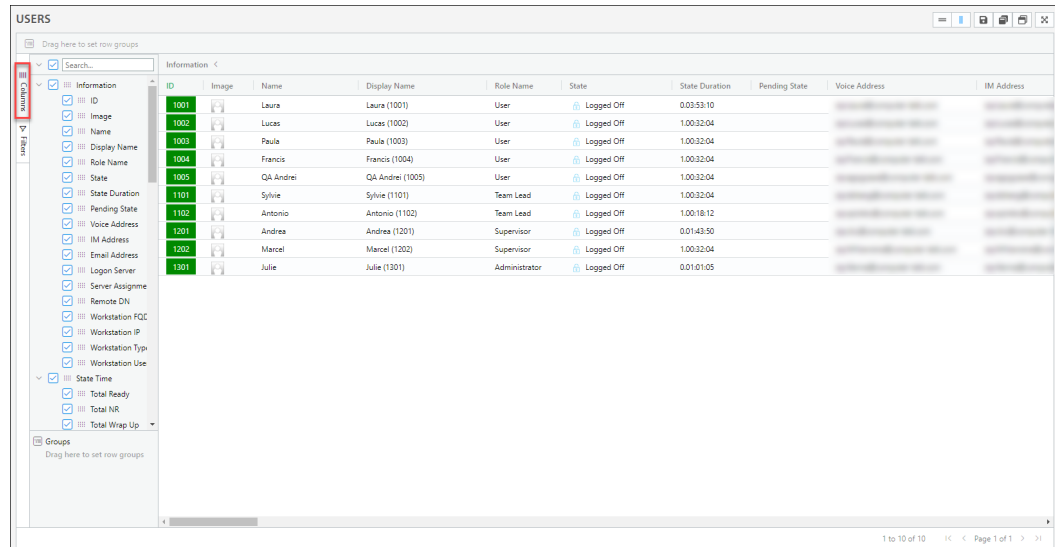 USERS
Drag here to set row groups
Columns
Filters
Search...
Information
ID
Image
Name
Display Name
Role Name
State
State Duration
Pending State
Voice Address
IM Address
Email Address
Logon Server
Server Assignme
Remote DN
Workstation FQD
Workstation IP
Workstation Type
Workstation Use
State Time
Total Ready
Total NR
Total Wrap Up
Groups
Drag here to set row groups
Information <
ID Image Name Display Name Role Name State State Duration Pending State Voice Address IM Address
1001 Laura Laura (1001) User Logged Off 0.03:53:10
1002 Lucas Lucas (1002) User Logged Off 1.00:32:04
1003 Paula Paula (1003) User Logged Off 1.00:32:04
1004 Francis Francis (1004) User Logged Off 1.00:32:04
1005 QA Andrei QA Andrei (1005) User Logged Off 1.00:32:04
1101 Sylvie Sylvie (1101) Team Lead Logged Off 1.00:32:04
1102 Antonio Antonio (1102) Team Lead Logged Off 1.00:18:12
1201 Andrea Andrea (1201) Supervisor Logged Off 0.01:43:50
1202 Marcel Marcel (1202) Supervisor Logged Off 1.00:32:04
1301 Julie Julie (1301) Administrator Logged Off 0.01:01:05
1 to 10 of 10 Page 1 of 1